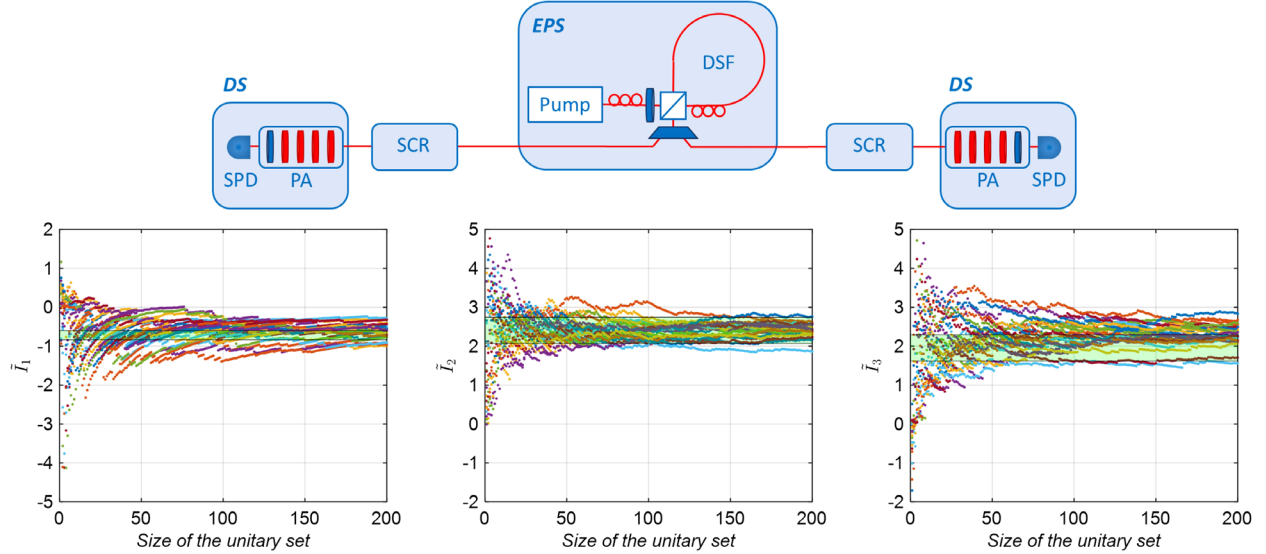 EPS
DSF
Pump
DS
SPD
PA
SCR
SCR
DS
PA
SPD
2
1
0
-1
-2
-3
-4
-5
Ĩ₁
0
50
100
150
200
Size of the unitary set
5
4
3
2
1
0
-1
-2
Ĩ₂
0
50
100
150
200
Size of the unitary set
5
4
3
2
1
0
-1
-2
Ĩ₃
0
50
100
150
200
Size of the unitary set